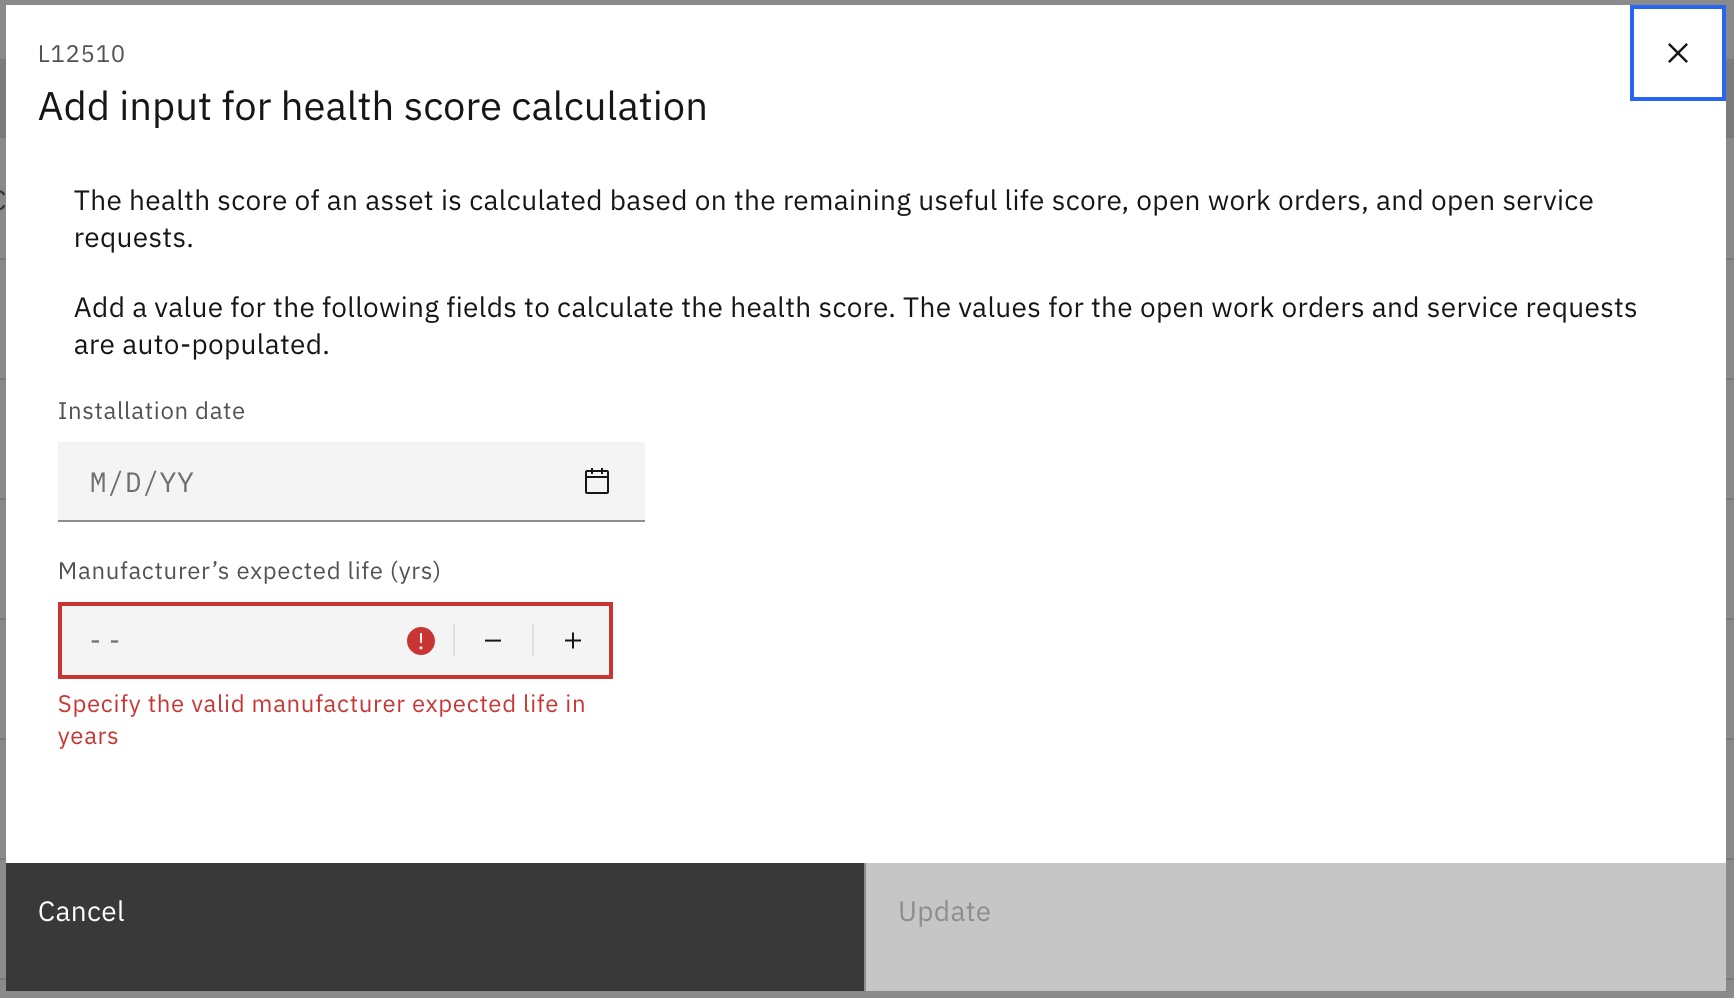 L12510
Add input for health score calculation
The health score of an asset is calculated based on the remaining useful life score, open work orders, and open service
requests.
Add a value for the following fields to calculate the health score. The values for the open work orders and service requests
are auto-populated.
Installation date
M/D/YY
Manufacturer’s expected life (yrs)
--
Specify the valid manufacturer expected life in
years
Cancel
Update